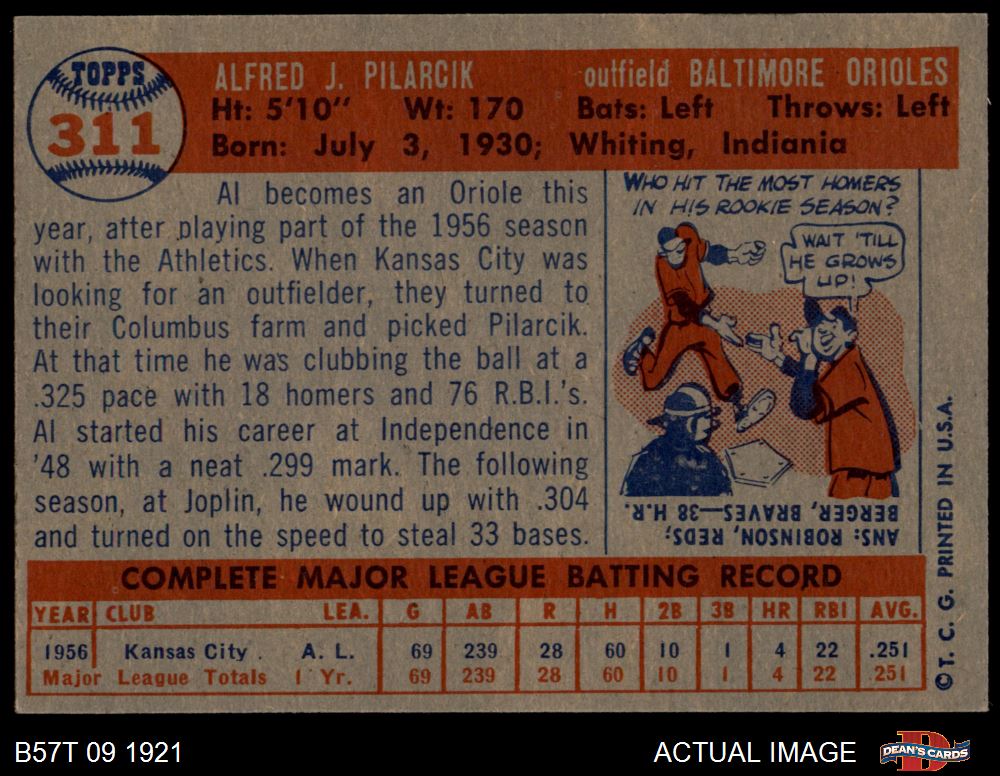 TOPPS
311
ALFRED J. PILARCIK outfield BALTIMORE ORIOLES
Ht: 5'10" Wt: 170 Bats: Left Throws: Left
Born: July 3, 1930; Whiting, Indiania
Al becomes an Oriole this
year, after playing part of the 1956 season
with the Athletics. When Kansas City was
looking for an outfielder, they turned to
their Columbus farm and picked Pilarcik.
At that time he was clubbing the ball at a
.325 pace with 18 homers and 76 R.B.I.'s.
Al started his career at Independence in
'48 with a neat .299 mark. The following
season, at Joplin, he wound up with .304
and turned on the speed to steal 33 bases.
WHO HIT THE MOST HOMERS
IN HIS ROOKIE SEASON?
WAIT 'TILL
HE GROWS
UP!
ANS: ROBINSON, REDS;
BERGER, BRAVES—38 H.R.
© T. C. G. PRINTED IN U.S.A.
COMPLETE MAJOR LEAGUE BATTING RECORD
YEAR CLUB LEA. G AB R H 2B 3B HR RBI AVG.
1956 Kansas City A. L. 69 239 28 60 10 1 4 22 .251
Major League Totals 1 Yr. 69 239 28 60 10 1 4 22 .251
B57T 09 1921 ACTUAL IMAGE DEAN'S CARDS